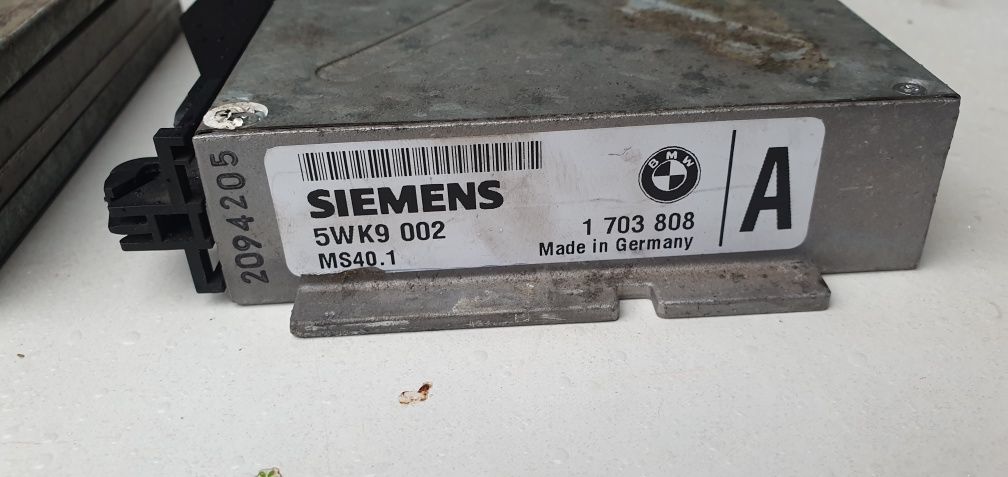 2094205
SIEMENS
5WK9 002
MS40.1
BMW
1 703 808
Made in Germany
A